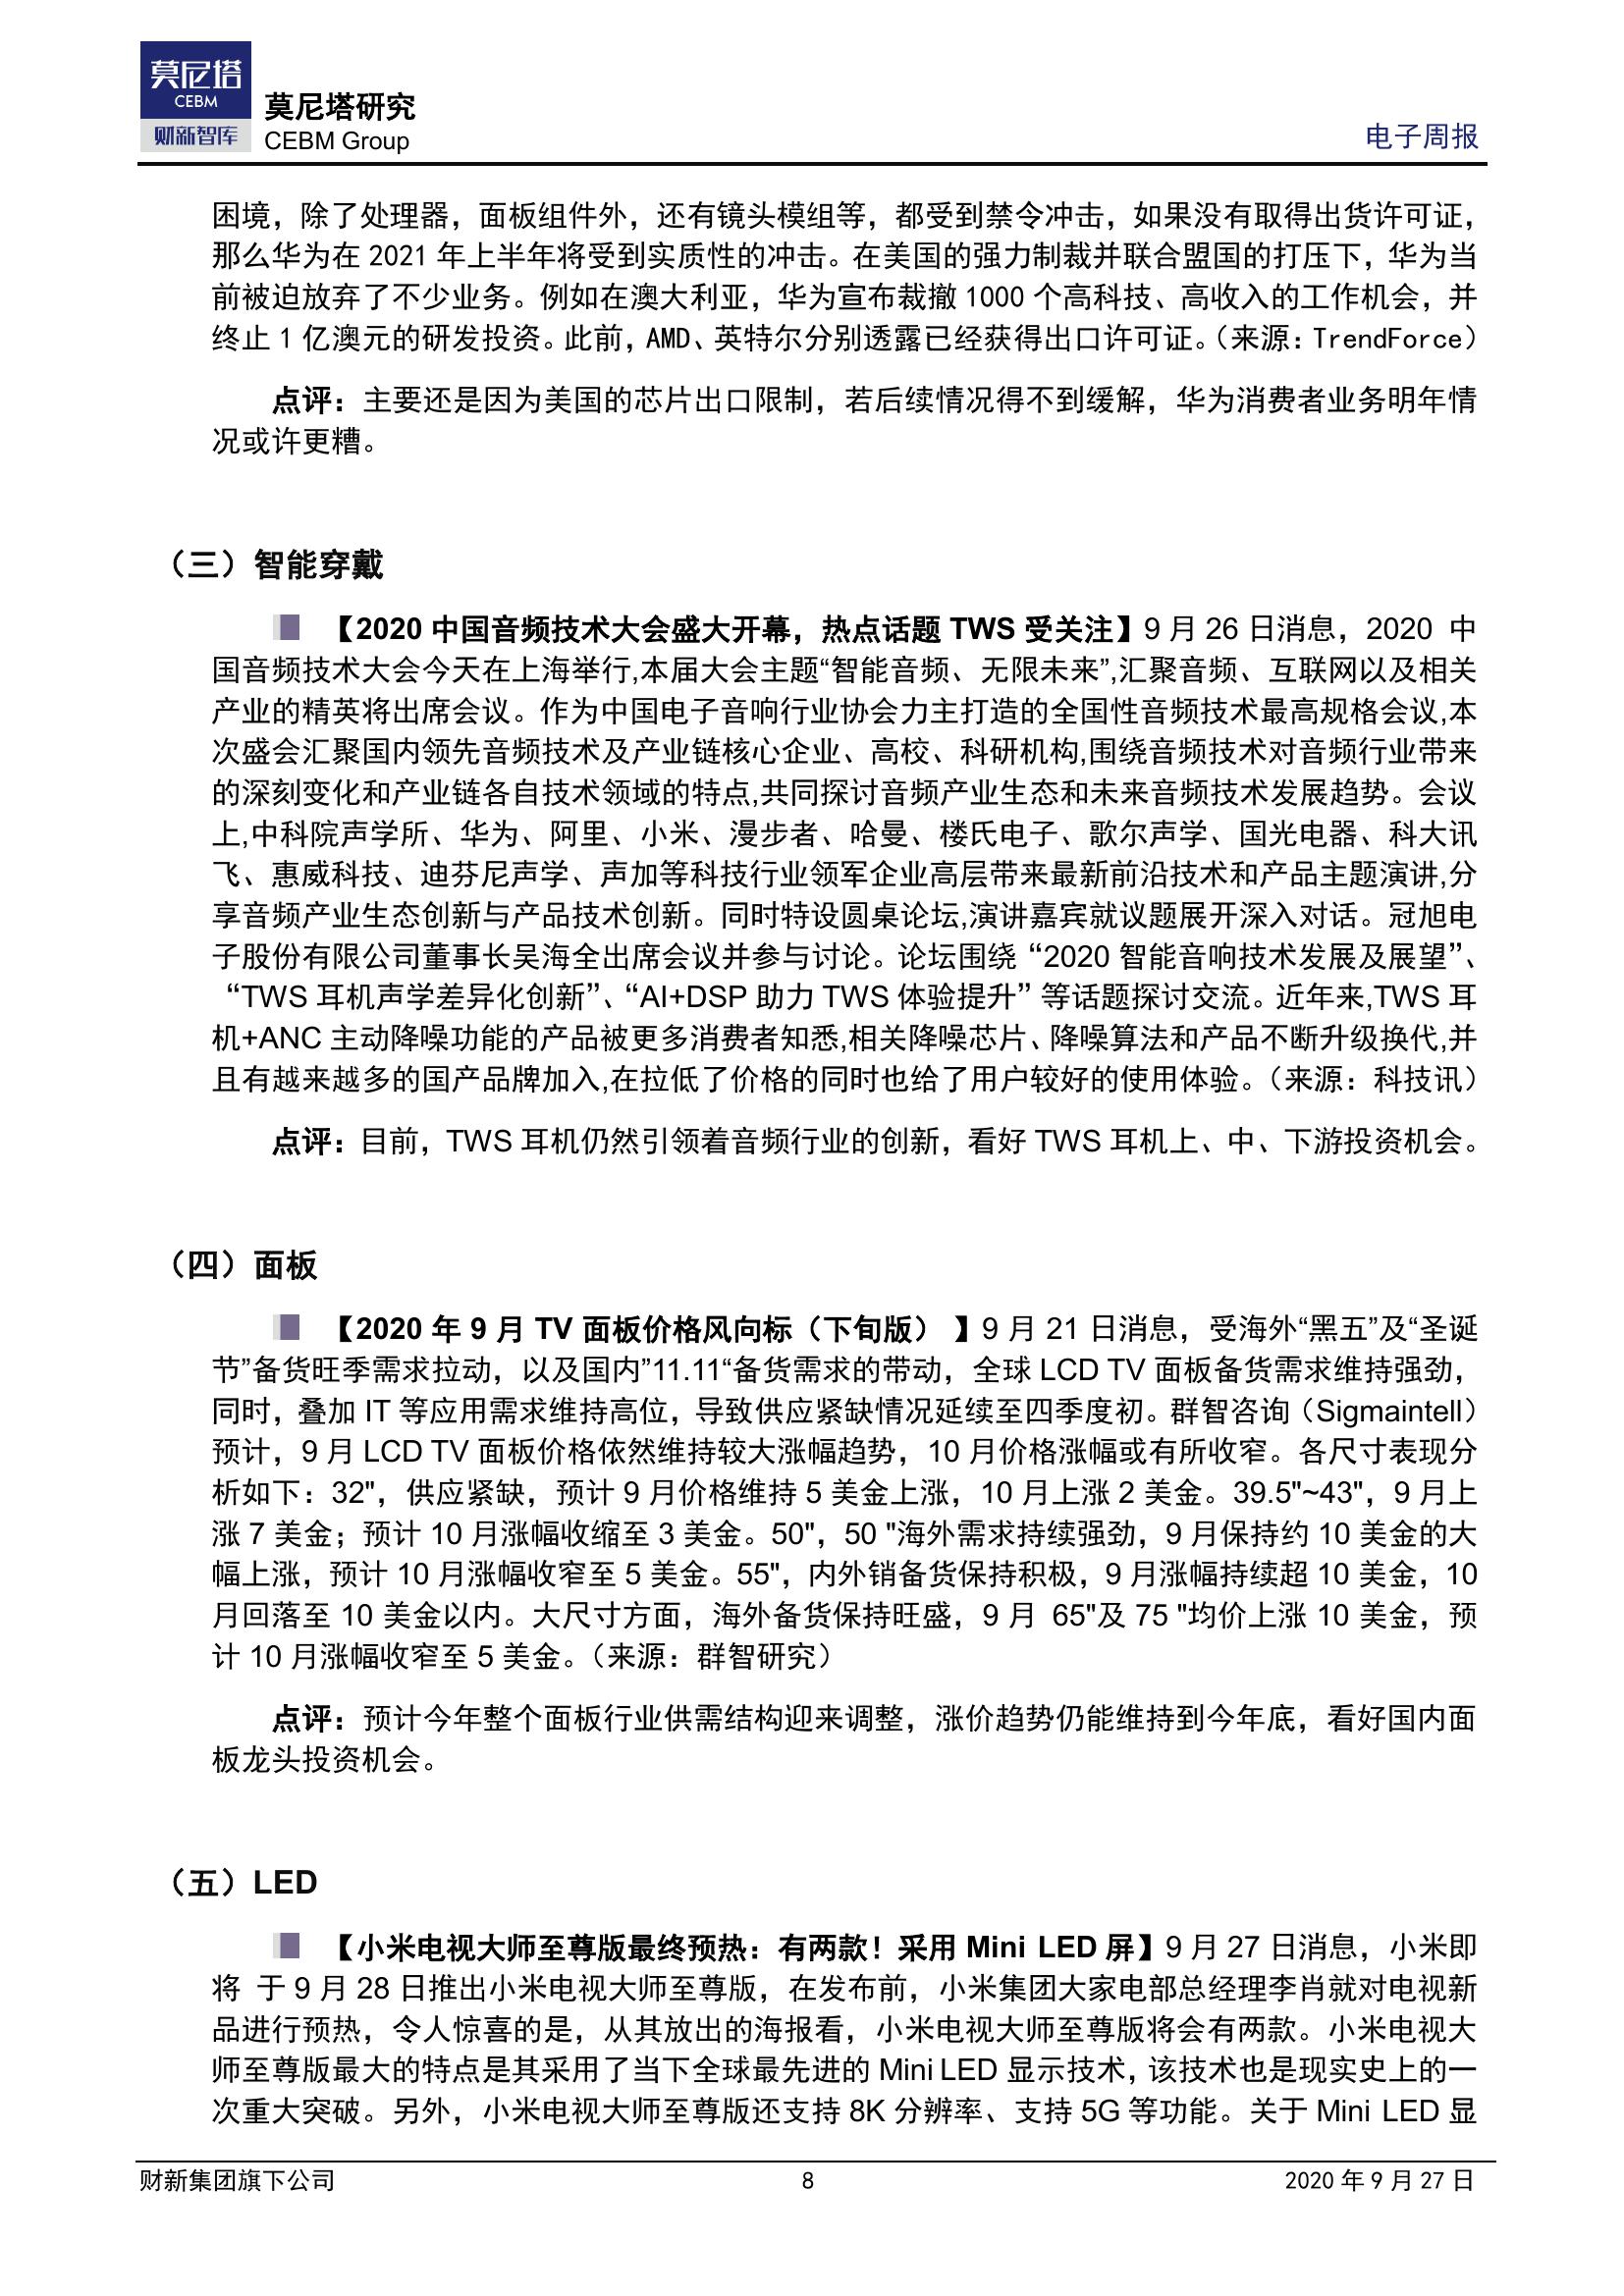 莫尼塔
CEBM
财新智库
莫尼塔研究
CEBM Group
电子周报
困境，除了处理器，面板组件外，还有镜头模组等，都受到禁令冲击，如果没有取得出货许可证，
那么华为在 2021 年上半年将受到实质性的冲击。在美国的强力制裁并联合盟国的打压下，华为当
前被迫放弃了不少业务。例如在澳大利亚，华为宣布裁撤 1000 个高科技、高收入的工作机会，并
终止 1 亿澳元的研发投资。此前，AMD、英特尔分别透露已经获得出口许可证。（来源：TrendForce）
点评：主要还是因为美国的芯片出口限制，若后续情况得不到缓解，华为消费者业务明年情
况或许更糟。
（三）智能穿戴
【2020 中国音频技术大会盛大开幕，热点话题 TWS 受关注】9 月 26 日消息，2020 中
国音频技术大会今天在上海举行,本届大会主题“智能音频、无限未来”,汇聚音频、互联网以及相关
产业的精英将出席会议。作为中国电子音响行业协会力主打造的全国性音频技术最高规格会议,本
次盛会汇聚国内领先音频技术及产业链核心企业、高校、科研机构,围绕音频技术对音频行业带来
的深刻变化和产业链各自技术领域的特点,共同探讨音频产业生态和未来音频技术发展趋势。会议
上,中科院声学所、华为、阿里、小米、漫步者、哈曼、楼氏电子、歌尔声学、国光电器、科大讯
飞、惠威科技、迪芬尼声学、声加等科技行业领军企业高层带来最新前沿技术和产品主题演讲,分
享音频产业生态创新与产品技术创新。同时特设圆桌论坛,演讲嘉宾就议题展开深入对话。冠旭电
子股份有限公司董事长吴海全出席会议并参与讨论。论坛围绕“2020 智能音响技术发展及展望”、
“TWS 耳机声学差异化创新”、“AI+DSP 助力 TWS 体验提升”等话题探讨交流。近年来,TWS 耳
机+ANC 主动降噪功能的产品被更多消费者知悉,相关降噪芯片、降噪算法和产品不断升级换代,并
且有越来越多的国产品牌加入,在拉低了价格的同时也给了用户较好的使用体验。（来源：科技讯）
点评：目前，TWS 耳机仍然引领着音频行业的创新，看好 TWS 耳机上、中、下游投资机会。
（四）面板
【2020 年 9 月 TV 面板价格风向标（下旬版） 】9 月 21 日消息，受海外“黑五”及“圣诞
节”备货旺季需求拉动，以及国内”11.11“备货需求的带动，全球 LCD TV 面板备货需求维持强劲，
同时，叠加 IT 等应用需求维持高位，导致供应紧缺情况延续至四季度初。群智咨询（Sigmaintell）
预计，9 月 LCD TV 面板价格依然维持较大涨幅趋势，10 月价格涨幅或有所收窄。各尺寸表现分
析如下：32"，供应紧缺，预计 9 月价格维持 5 美金上涨，10 月上涨 2 美金。39.5"~43"，9 月上
涨 7 美金；预计 10 月涨幅收缩至 3 美金。50"，50 "海外需求持续强劲，9 月保持约 10 美金的大
幅上涨，预计 10 月涨幅收窄至 5 美金。55"，内外销备货保持积极，9 月涨幅持续超 10 美金，10
月回落至 10 美金以内。大尺寸方面，海外备货保持旺盛，9 月 65"及 75 "均价上涨 10 美金，预
计 10 月涨幅收窄至 5 美金。（来源：群智研究）
点评：预计今年整个面板行业供需结构迎来调整，涨价趋势仍能维持到今年底，看好国内面
板龙头投资机会。
（五）LED
【小米电视大师至尊版最终预热：有两款！采用 Mini LED 屏】9 月 27 日消息，小米即
将 于 9 月 28 日推出小米电视大师至尊版，在发布前，小米集团大家电部总经理李肖就对电视新
品进行预热，令人惊喜的是，从其放出的海报看，小米电视大师至尊版将会有两款。小米电视大
师至尊版最大的特点是其采用了当下全球最先进的 Mini LED 显示技术，该技术也是现实史上的一
次重大突破。另外，小米电视大师至尊版还支持 8K 分辨率、支持 5G 等功能。关于 Mini LED 显
财新集团旗下公司
8
2020 年 9 月 27 日